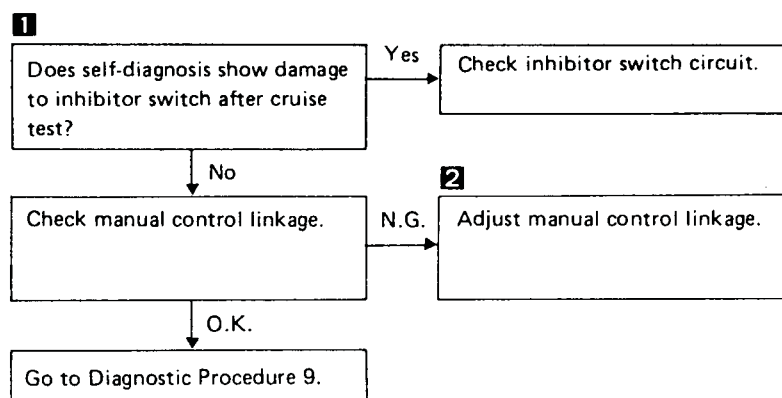 1
Does self-diagnosis show damage
to inhibitor switch after cruise
test?
Yes
Check inhibitor switch circuit.
No
2
Check manual control linkage.
N.G.
Adjust manual control linkage.
O.K.
Go to Diagnostic Procedure 9.